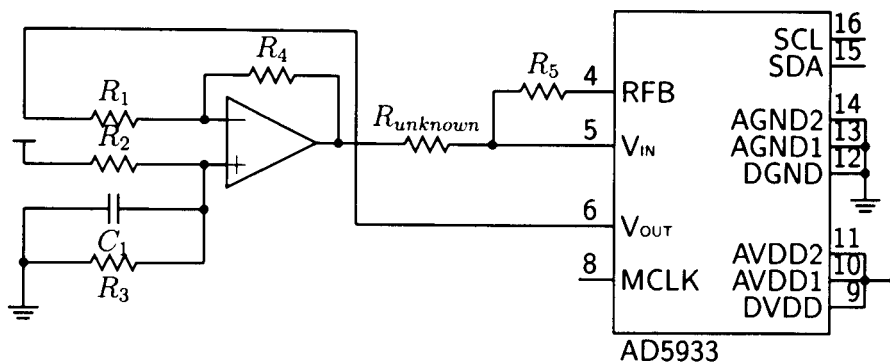 R4
R1
R2
C1
R3
Runknown
R5
4
5
6
8
RFB
VIN
VOUT
MCLK
SCL
SDA
AGND2
AGND1
DGND
AVDD2
AVDD1
DVDD
16
15
14
13
12
11
10
9
AD5933